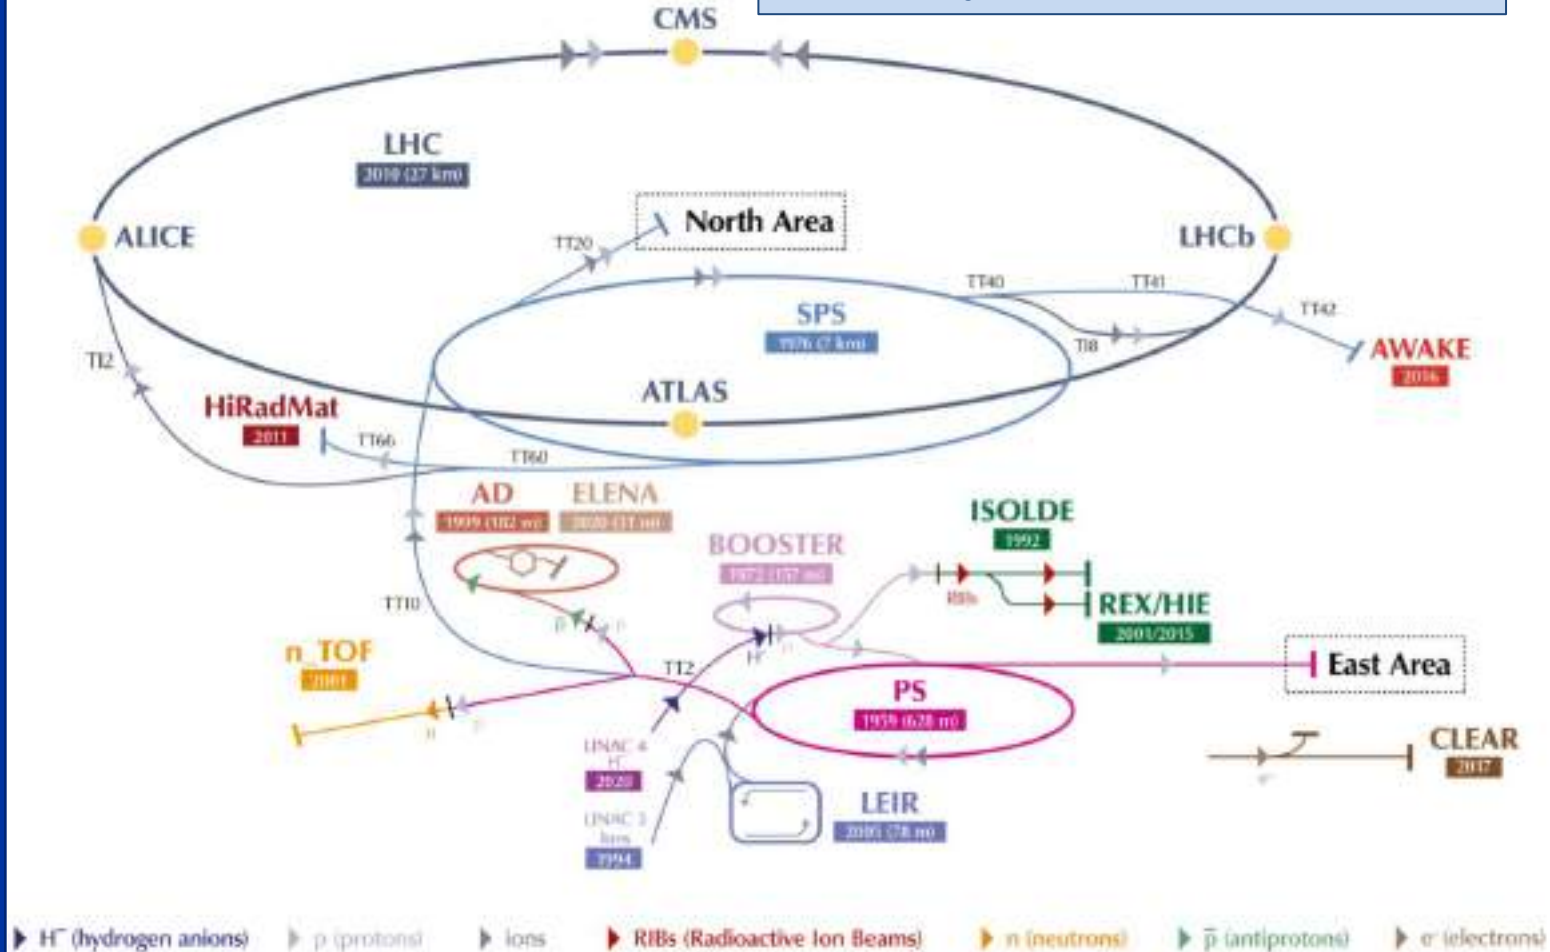 CMS
LHC
2010 (27 km)
North Area
ALICE
TT20
LHCb
TT40
TT41
SPS
1976 (7 km)
TT42
TI8
TI2
AWAKE
2016
ATLAS
HiRadMat
2011
TT66
TT60
AD
ELENA
1999 (182 m)
2020 (31 m)
ISOLDE
1992
BOOSTER
1972 (157 m)
RIBs
REX/HIE
2001/2015
TT10
p̄
p
H⁻
p
n_TOF
2001
TT2
East Area
PS
1959 (628 m)
n
p
LINAC 4
H⁻
2020
CLEAR
2017
e⁻
LEIR
2005 (78 m)
LINAC 3
Ions
1994
H⁻ (hydrogen anions)
p (protons)
ions
RIBs (Radioactive Ion Beams)
n (neutrons)
p̄ (antiprotons)
e⁻ (electrons)